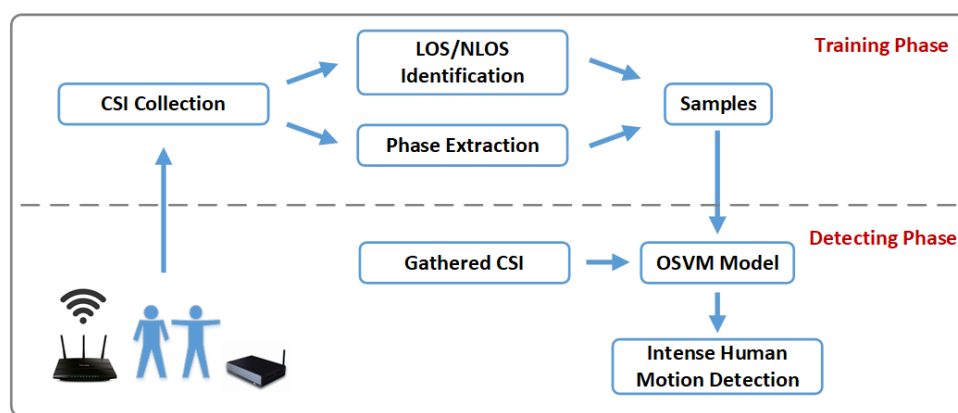 Training Phase
LOS/NLOS
Identification
CSI Collection
Samples
Phase Extraction
Detecting Phase
Gathered CSI
OSVM Model
Intense Human
Motion Detection